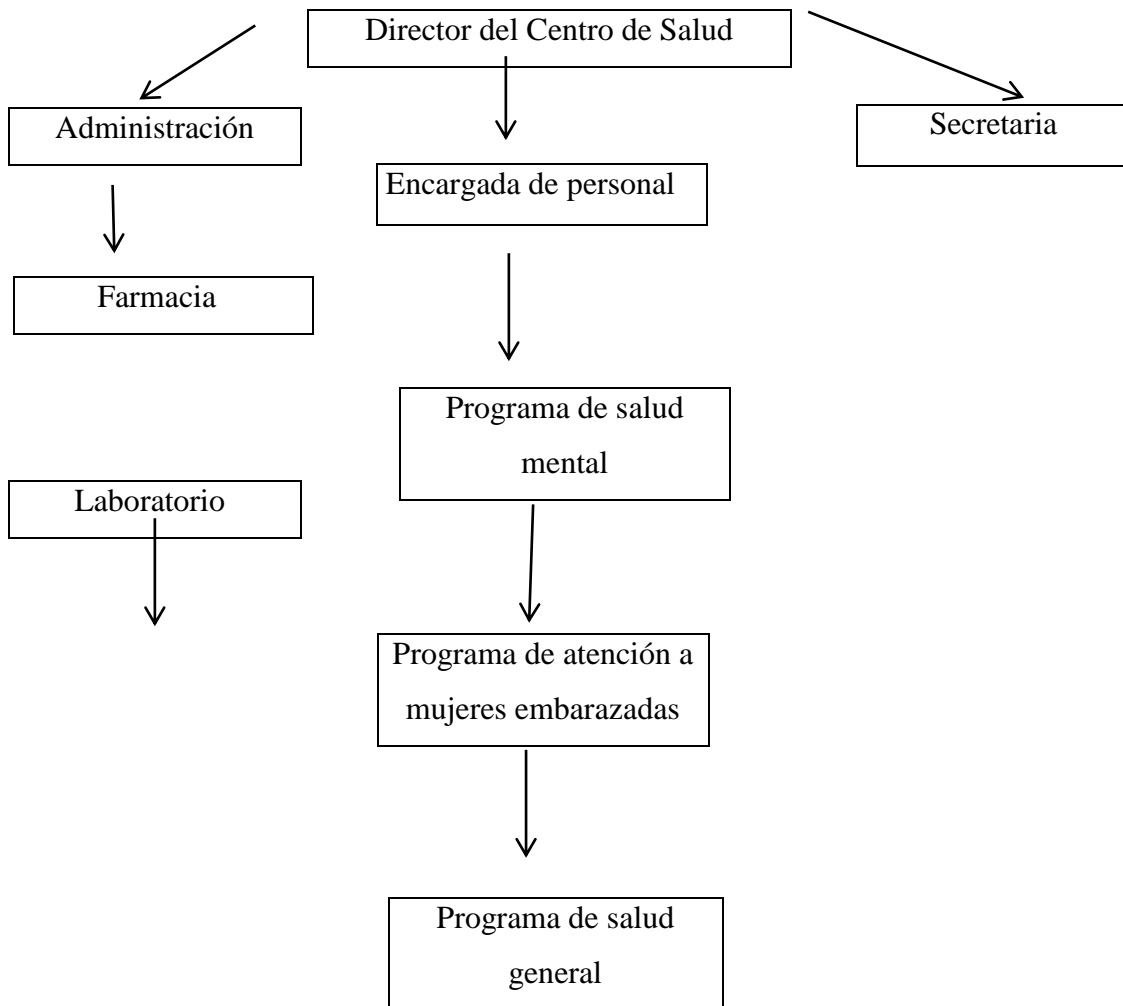 Director del Centro de Salud
Administración
Secretaria
Encargada de personal
Farmacia
Programa de salud
mental
Laboratorio
Programa de atención a
mujeres embarazadas
Programa de salud
general